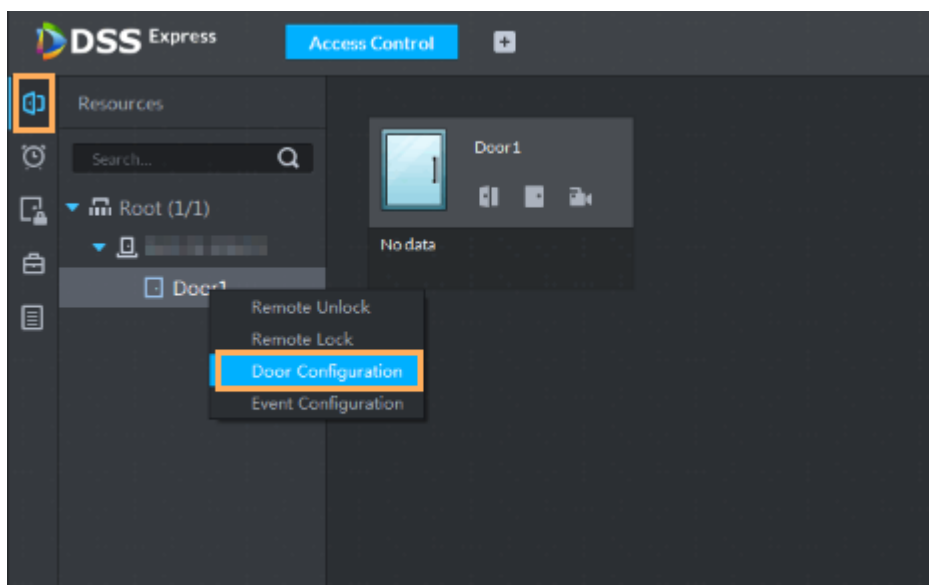 DSS Express
Access Control
Resources
Search...
Root (1/1)
Door1
Remote Unlock
Remote Lock
Door Configuration
Event Configuration
Door1
No data